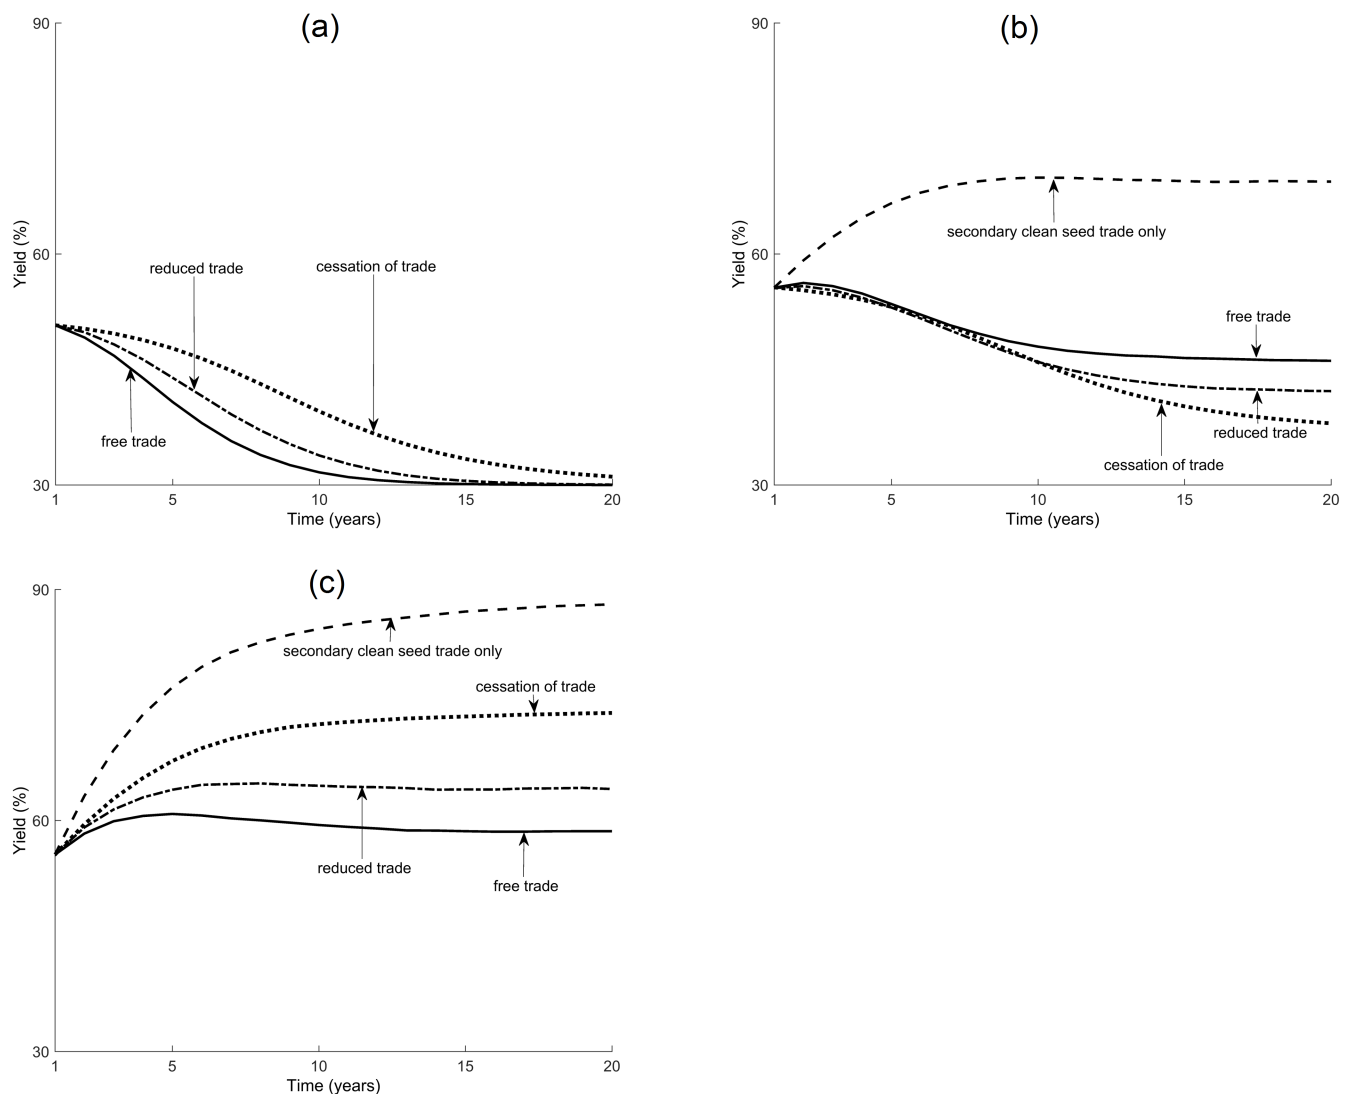 (a)
90
60
30
Yield (%)
reduced trade
cessation of trade
free trade
1 5 10 15 20
Time (years)
(b)
90
60
30
Yield (%)
secondary clean seed trade only
free trade
reduced trade
cessation of trade
1 5 10 15 20
Time (years)
(c)
90
60
30
Yield (%)
secondary clean seed trade only
cessation of trade
reduced trade
free trade
1 5 10 15 20
Time (years)